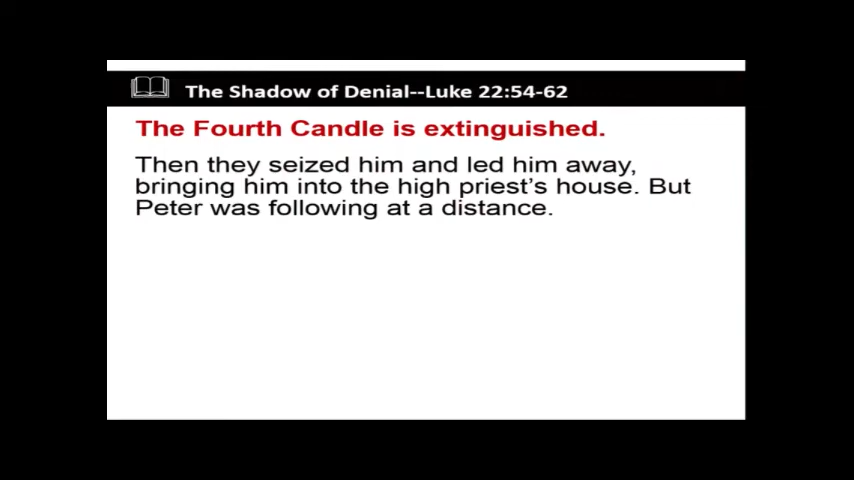 The Shadow of Denial--Luke 22:54-62
The Fourth Candle is extinguished.
Then they seized him and led him away,
bringing him into the high priest’s house. But
Peter was following at a distance.